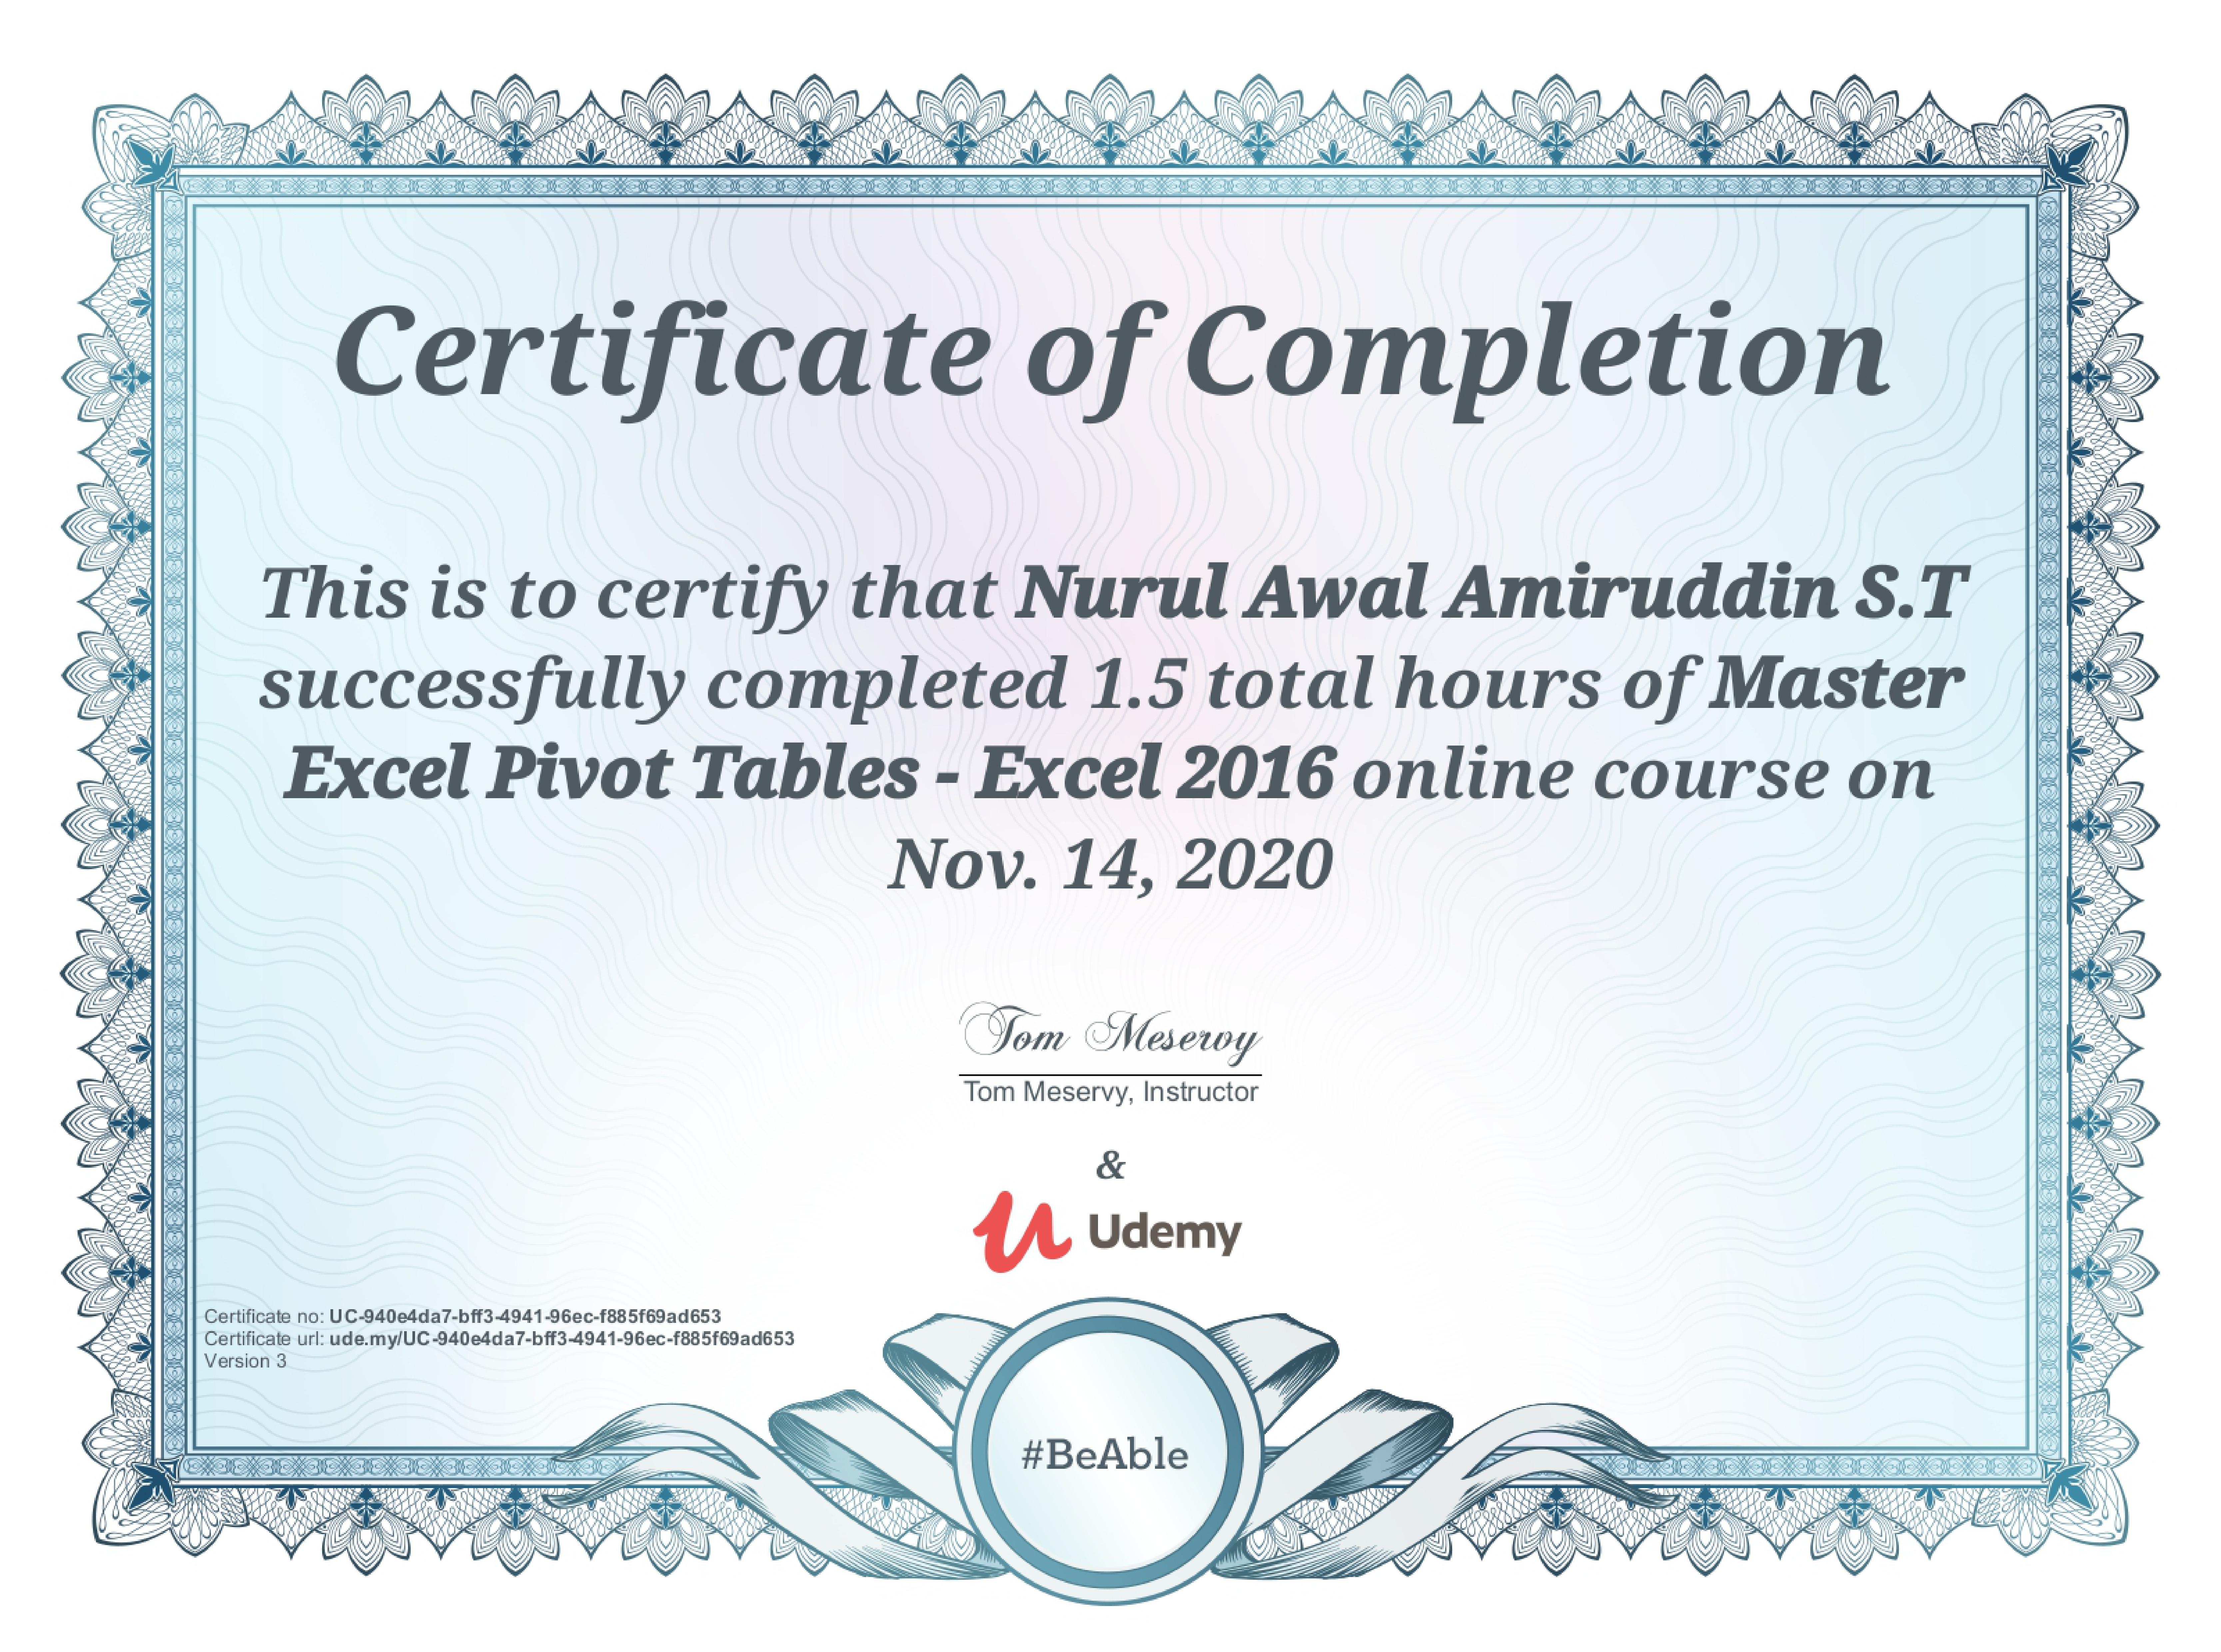 Certificate of Completion
This is to certify that Nurul Awal Amiruddin S.T
successfully completed 1.5 total hours of Master
Excel Pivot Tables - Excel 2016 online course on
Nov. 14, 2020
Tom Meservy
Tom Meservy, Instructor
&
Udemy
Certificate no: UC-940e4da7-bff3-4941-96ec-f885f69ad653
Certificate url: ude.my/UC-940e4da7-bff3-4941-96ec-f885f69ad653
Version 3
#BeAble